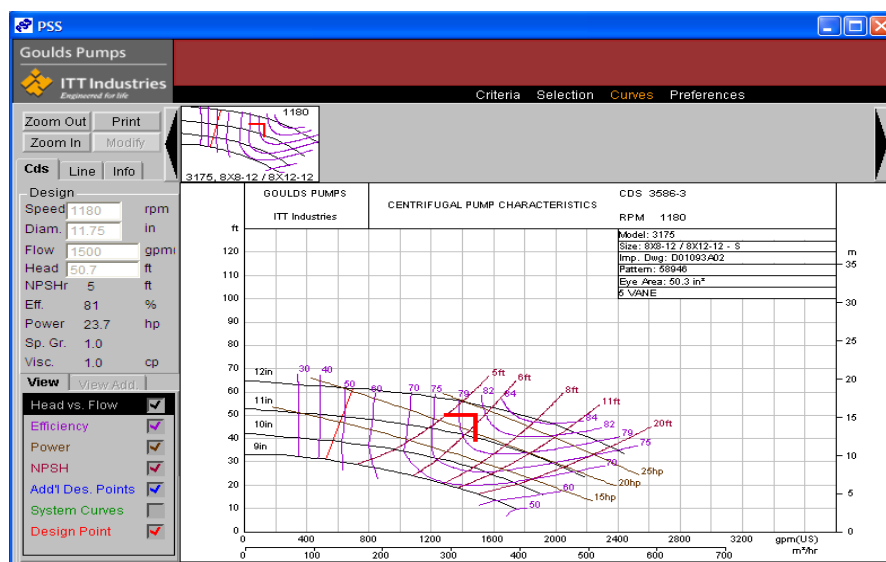 PSS
Goulds Pumps
ITT Industries
Engineered for life
Criteria Selection Curves Preferences
Zoom Out Print
Zoom In Modify
Cds Line Info
Design
Speed 1180 rpm
Diam. 11.75 in
Flow 1500 gpm
Head 50.7 ft
NPSHr 5 ft
Eff. 81 %
Power 23.7 hp
Sp. Gr. 1.0
Visc. 1.0 cp
View View Add.
Head vs. Flow
Efficiency
Power
NPSH
Add'l Des. Points
System Curves
Design Point
1180
3175, 8X8-12 / 8X12-12
GOULDS PUMPS
ITT Industries
CENTRIFUGAL PUMP CHARACTERISTICS
CDS 3586-3
RPM 1180
Model: 3175
Size: 8X8-12 / 8X12-12 - S
Imp. Dwg: D01093A02
Pattern: 58946
Eye Area: 50.3 in²
5 VANE
ft
120
110
100
90
80
70
60
50
40
30
20
10
0
m
35
30
25
20
15
10
5
0
12in 30 40 50 60 70 75 79 82 84 5ft 6ft 8ft 11ft 20ft
11in
10in
9in
84
82
79
75
70
60
50
25hp
20hp
15hp
0 400 800 1200 1600 2000 2400 2800 3200 gpm(US)
0 100 200 300 400 500 600 700 m³/hr